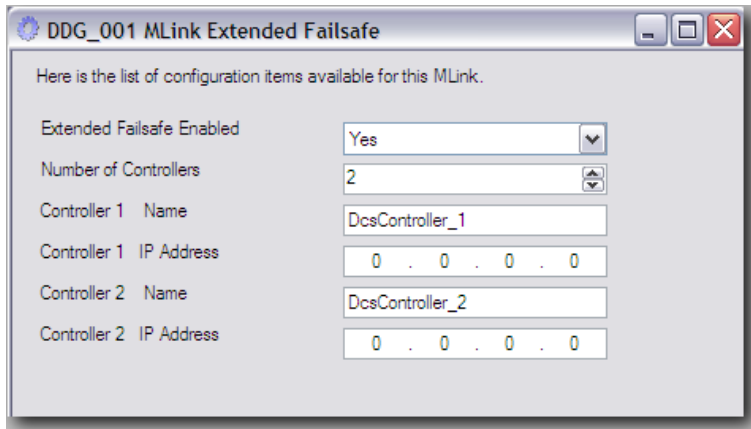 DDG_001 MLink Extended Failsafe
Here is the list of configuration items available for this MLink.
Extended Failsafe Enabled Yes
Number of Controllers 2
Controller 1 Name DcsController_1
Controller 1 IP Address 0 . 0 . 0 . 0
Controller 2 Name DcsController_2
Controller 2 IP Address 0 . 0 . 0 . 0